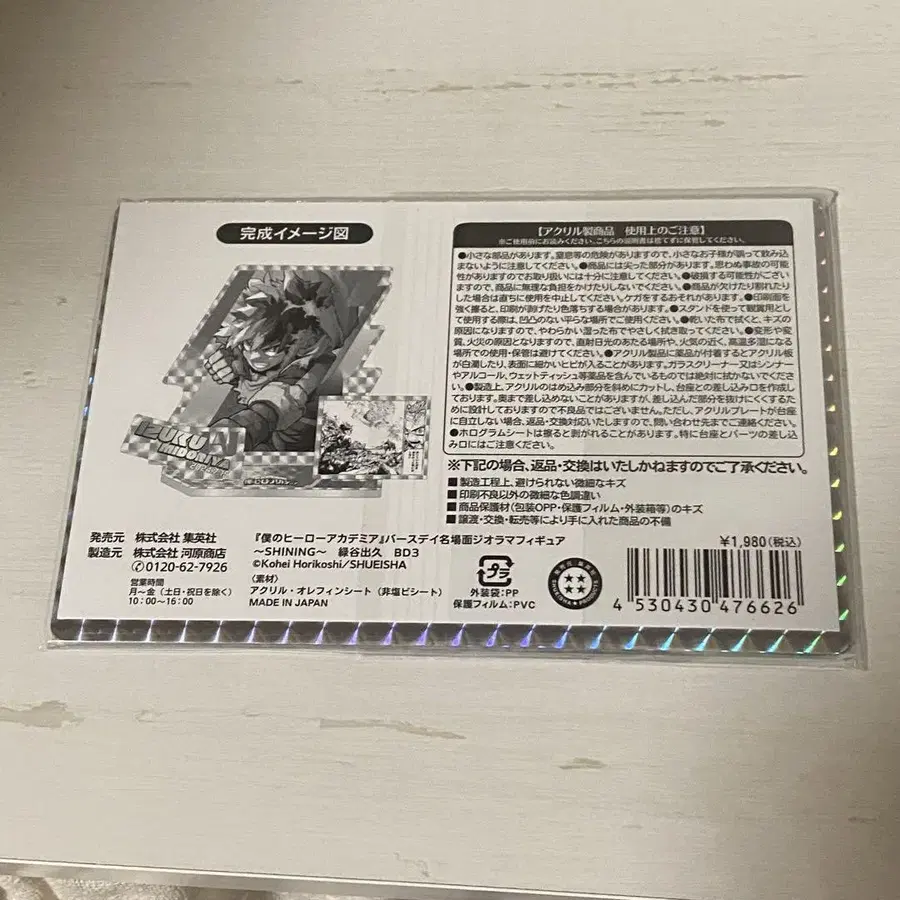 完成イメージ図
IZUKU
MIDORIYA
【アクリル製商品 使用上のご注意】
※ご使用前にお読みください。こちらの説明書は捨てずに保管してください。
●小さな部品があります。窒息等の危険がありますので、小さなお子様が誤って飲み込
まないように注意してください。●商品には尖った部分があります。思わぬ事故の可能
性がありますのでお取り扱いには十分に注意してください。●破損する可能性がござい
ますので、商品に無理な負担をかけたりしないでください。●商品が欠けたり割れたり
した場合は直ちに使用を中止してください。ケガをするおそれがあります。●印刷面を
強く擦ると、印刷が剥げたり色落ちする場合があります。●スタンドを使って観賞用とし
て使用する際は、凹凸のない平らな場所でご使用ください。●乾いた布で拭くと、キズの
原因になりますので、やわらかい湿った布でやさしく拭き取ってください。●変形や変
質、火災の原因となりますので、直射日光のあたる場所や、火気の近く、高温多湿になる
場所での使用・保管は避けてください。●アクリル製品に薬品が付着するとアクリル板
が白濁したり、表面に細かいヒビが入ることがあります。ガラスクリーナー又はシンナー
やアルコール、ウェットティッシュ等薬品を含んでいるものでは絶対に拭かないでくださ
い。●製造上、アクリルのはめ込み部分を斜めにカットし、台座との差し込み口を作成し
ております。奥まで差し込めないことがありますが、差し込んだ部分を抜けにくくするた
めに設計しておりますので不良品ではございません。ただし、アクリルプレートが台座
に自立しない場合、返品・交換対応いたしますので、問い合わせ先までご連絡ください。
●ホログラムシートは擦ると剥がれることがあります。特に台座とパーツの差し込
み口にはご注意ください。
※下記の場合、返品・交換はいたしかねますのでご了承ください。
■製造工程上、避けられない微細なキズ
■印刷不良以外の微細な色調違い
■商品保護材(包装OPP・保護フィルム・外装箱等)のキズ
■譲渡・交換・転売等により手に入れた商品の不備
発売元 株式会社 集英社
製造元 株式会社 河原商店
✆0120-62-7926
営業時間
月〜金(土日・祝日を除く)
10:00〜16:00
『僕のヒーローアカデミア』バースデイ名場面ジオラマフィギュア
〜SHINING〜 緑谷出久 BD3
©Kohei Horikoshi/SHUEISHA
〈素材〉
アクリル・オレフィンシート(非塩ビシート)
MADE IN JAPAN
プラ
外装袋:PP
保護フィルム:PVC
¥1,980(税込)
4 530430 476626